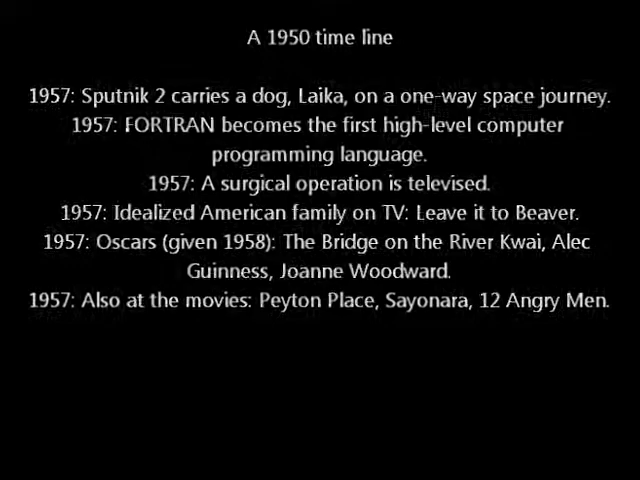 A 1950 time line
1957: Sputnik 2 carries a dog, Laika, on a one-way space journey.
1957: FORTRAN becomes the first high-level computer
programming language.
1957: A surgical operation is televised.
1957: Idealized American family on TV: Leave it to Beaver.
1957: Oscars (given 1958): The Bridge on the River Kwai, Alec
Guinness, Joanne Woodward.
1957: Also at the movies: Peyton Place, Sayonara, 12 Angry Men.